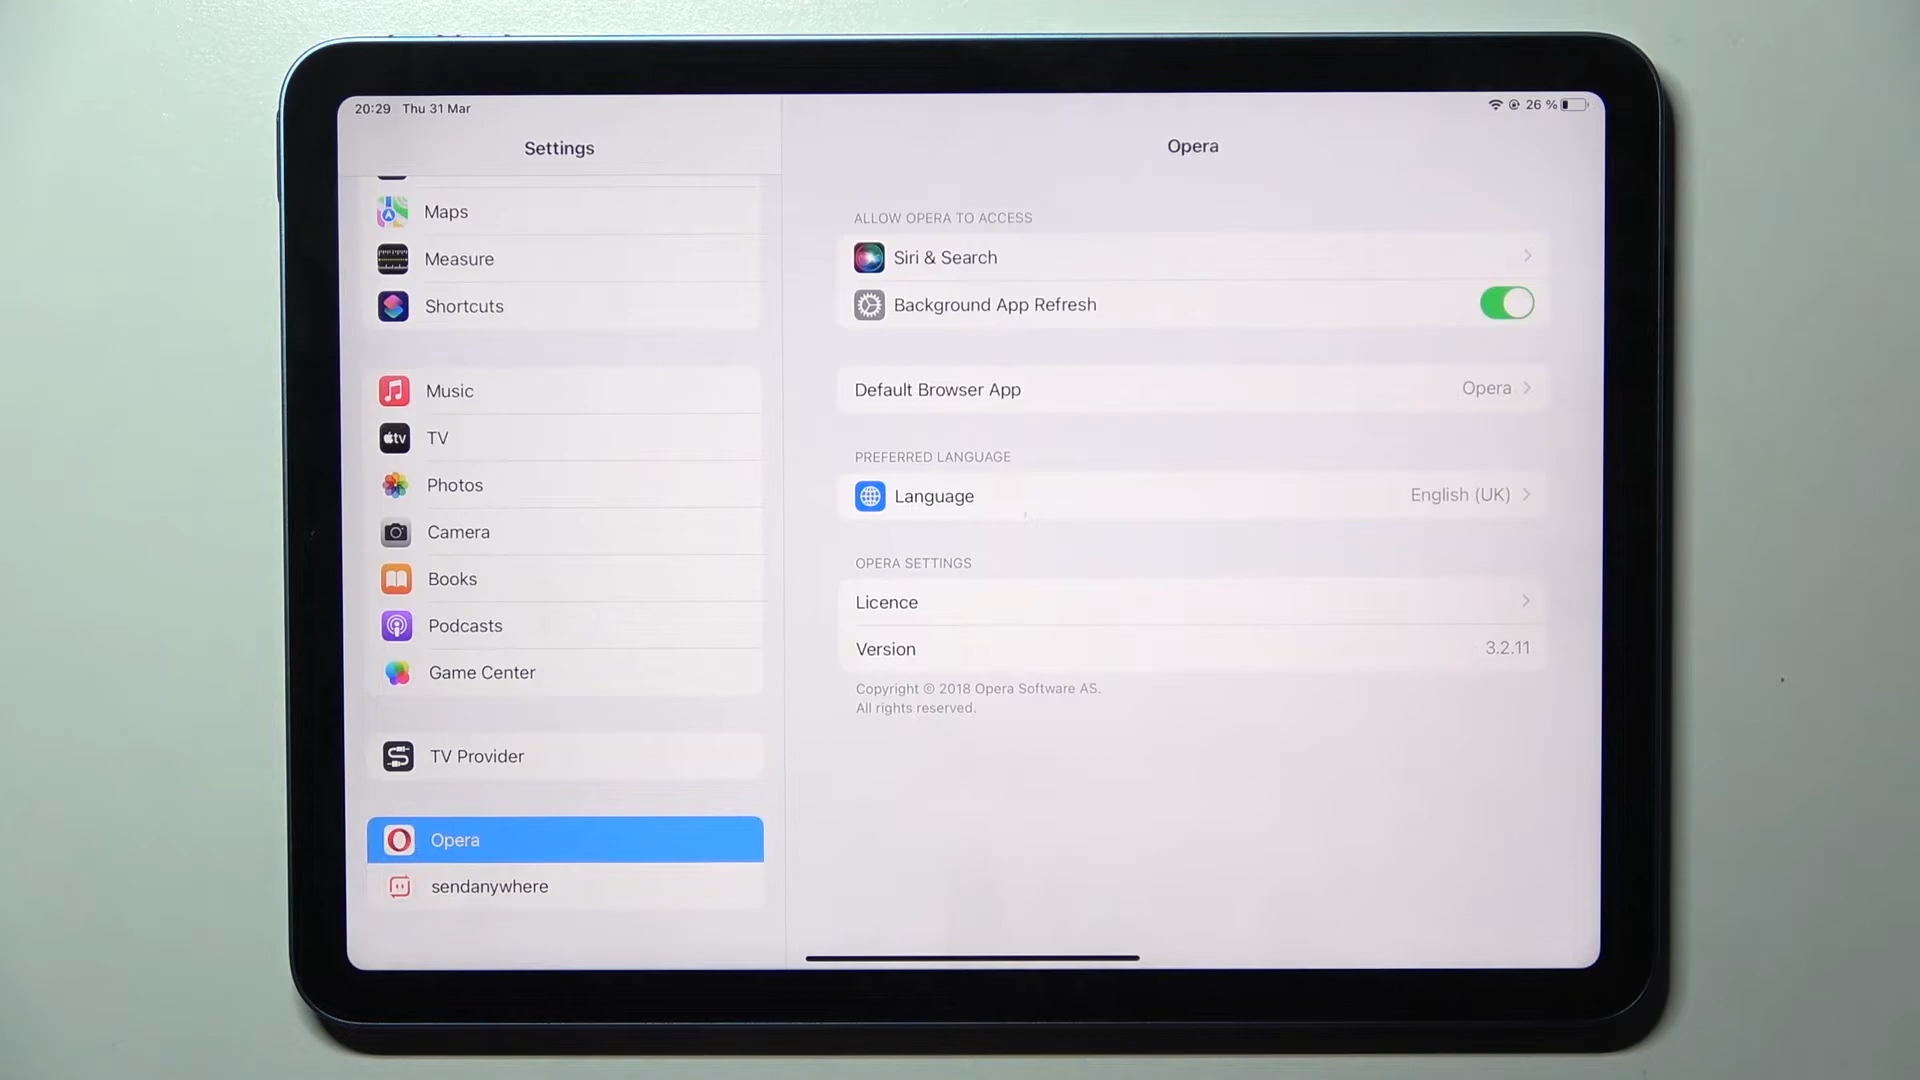 20:29 Thu 31 Mar
26 %
Settings
Maps
Measure
Shortcuts
Music
tv TV
Photos
Camera
Books
Podcasts
Game Center
TV Provider
Opera
sendanywhere
Opera
ALLOW OPERA TO ACCESS
Siri & Search
Background App Refresh
Default Browser App Opera
PREFERRED LANGUAGE
Language English (UK)
OPERA SETTINGS
Licence
Version 3.2.11
Copyright © 2018 Opera Software AS.
All rights reserved.